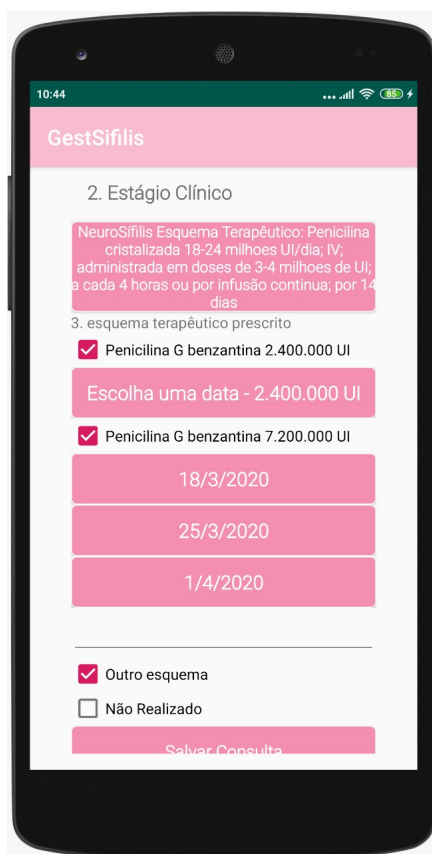 10:44
85
GestSifilis
2. Estágio Clínico
NeuroSífilis Esquema Terapêutico: Penicilina
cristalizada 18-24 milhoes UI/dia; IV;
administrada em doses de 3-4 milhoes de UI;
a cada 4 horas ou por infusão continua; por 14
dias
3. esquema terapêutico prescrito
Penicilina G benzantina 2.400.000 UI
Escolha uma data - 2.400.000 UI
Penicilina G benzantina 7.200.000 UI
18/3/2020
25/3/2020
1/4/2020
Outro esquema
Não Realizado
Salvar Consulta